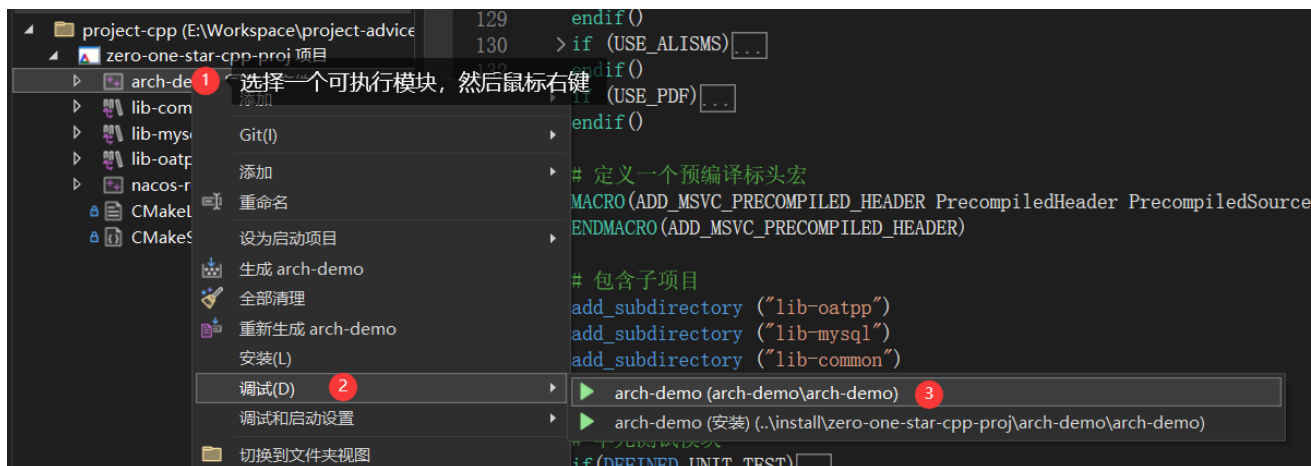 project-cpp (E:\Workspace\project-advice
zero-one-star-cpp-proj 项目
arch-de
1
选择一个可执行模块，然后鼠标右键
lib-com
lib-mys
lib-oatp
nacos-r
CMakeL
CMakeS
添加
Git(I)
添加
重命名
设为启动项目
生成 arch-demo
全部清理
重新生成 arch-demo
安装(L)
调试(D)
2
调试和启动设置
切换到文件夹视图
arch-demo (arch-demo\arch-demo)
3
arch-demo (安装) (..\install\zero-one-star-cpp-proj\arch-demo\arch-demo)
129
endif()
130
if (USE_ALISMS)...
endif()
(USE_PDF)...
endif()
# 定义一个预编译标头宏
MACRO(ADD_MSVC_PRECOMPILED_HEADER PrecompiledHeader PrecompiledSource
ENDMACRO(ADD_MSVC_PRECOMPILED_HEADER)
# 包含子项目
add_subdirectory ("lib-oatpp")
add_subdirectory ("lib-mysql")
add_subdirectory ("lib-common")
if(DEFINED UNIT_TEST)...